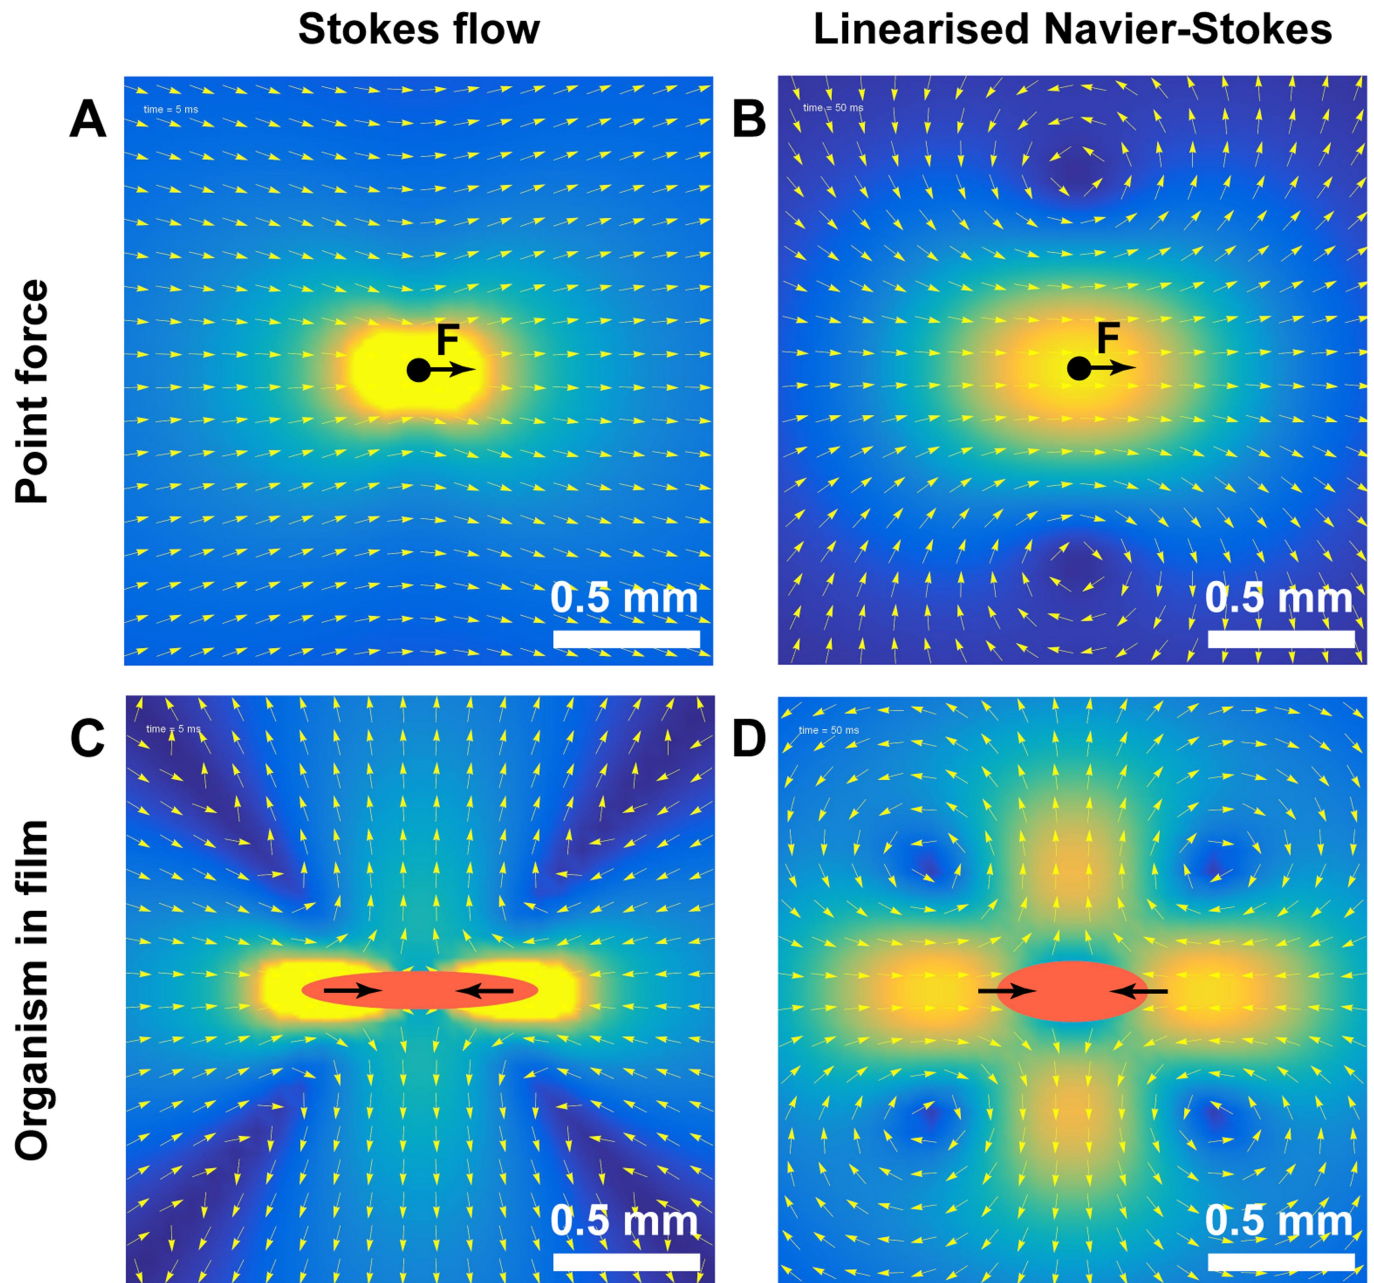 Stokes flow
Linearised Navier-Stokes
Point force
A
time = 5 ms
F
0.5 mm
B
time = 50 ms
F
0.5 mm
Organism in film
C
time = 5 ms
0.5 mm
D
time = 50 ms
0.5 mm